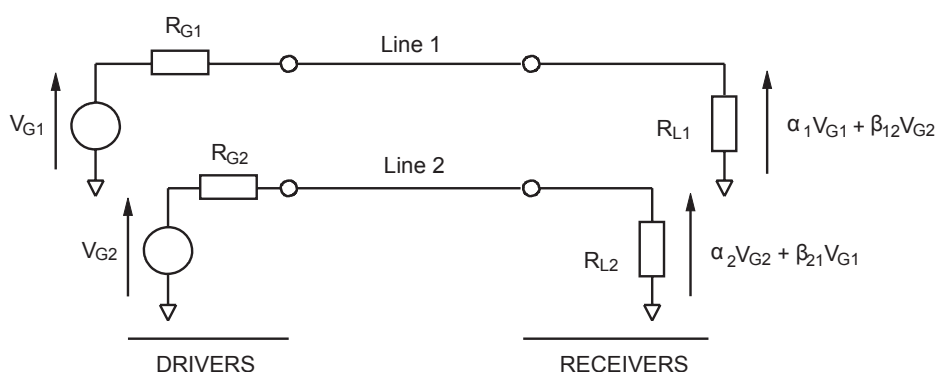 R_G1
Line 1
V_G1
R_L1
α_1V_G1 + β_12V_G2
R_G2
Line 2
V_G2
R_L2
α_2V_G2 + β_21V_G1
DRIVERS
RECEIVERS